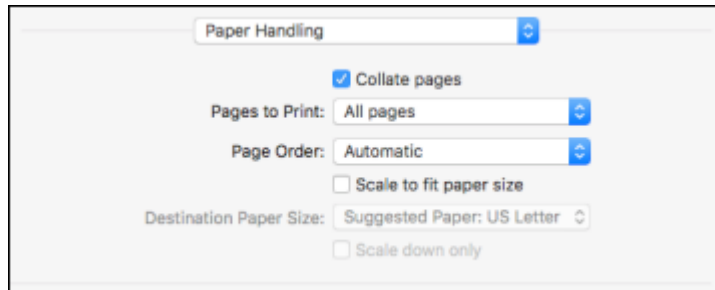 Paper Handling
Collate pages
Pages to Print: All pages
Page Order: Automatic
Scale to fit paper size
Destination Paper Size: Suggested Paper: US Letter
Scale down only